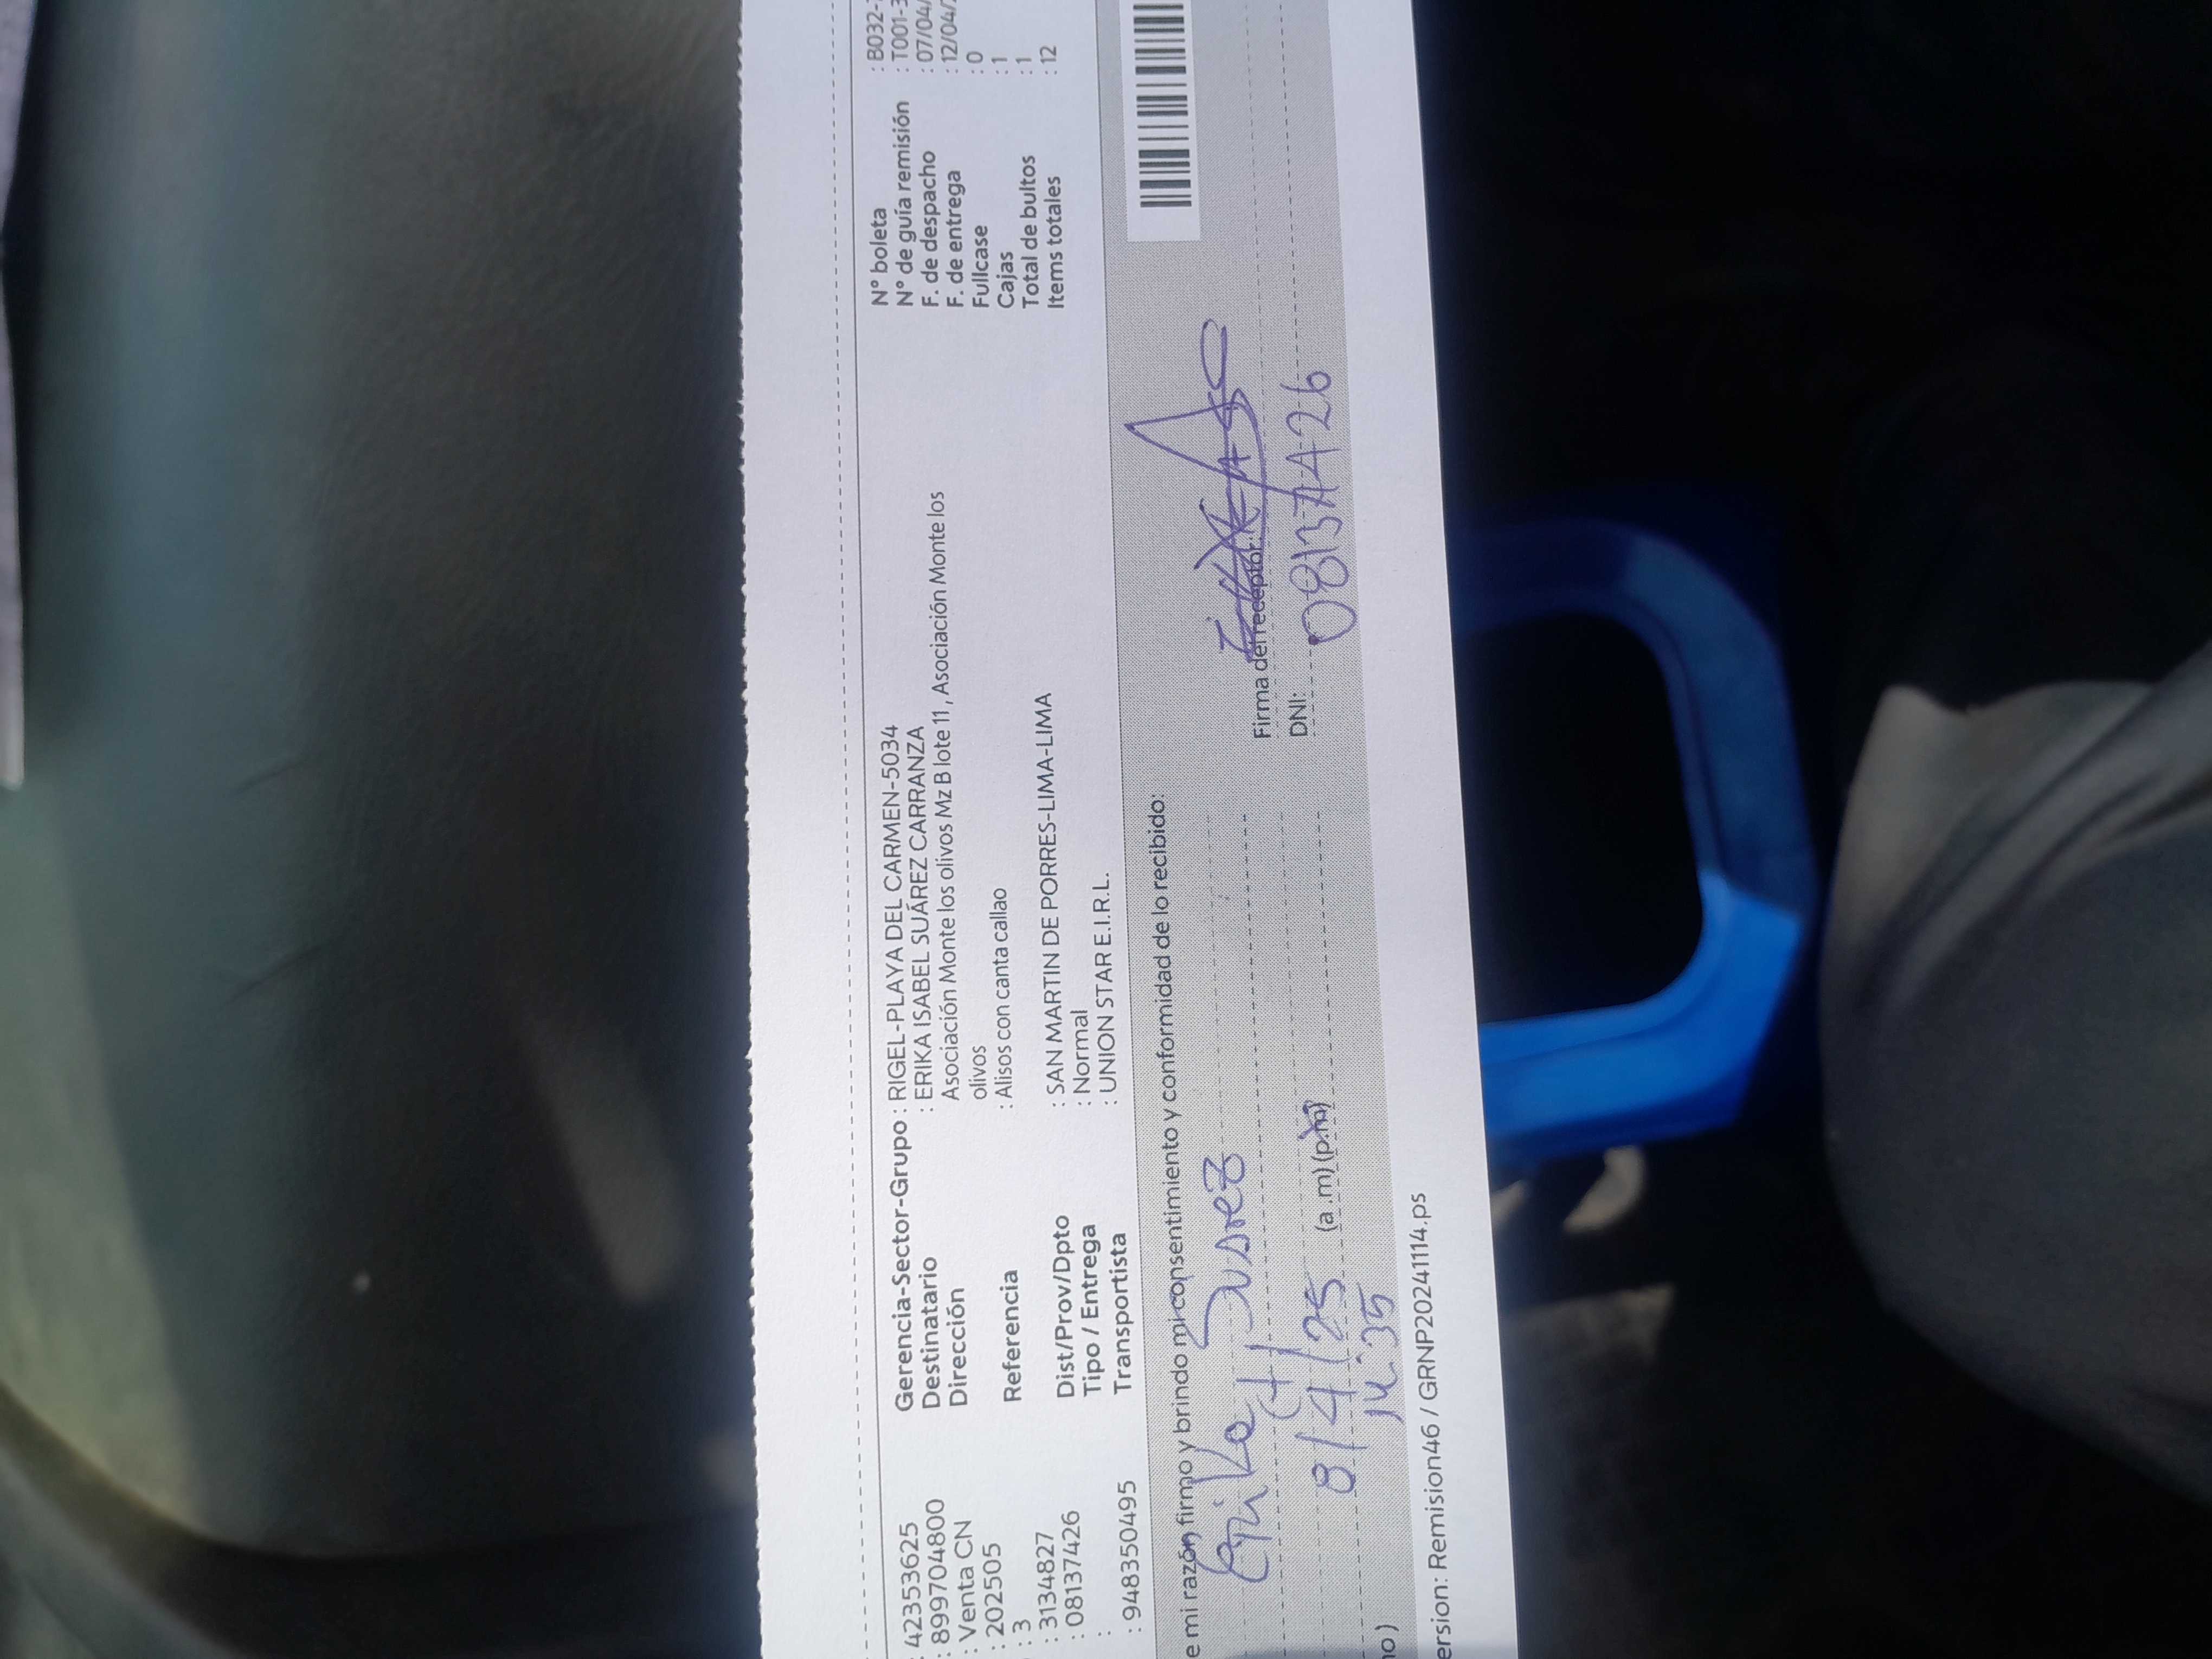 : 42353625
: 899704800
: Venta CN
: 202505
: 3
: 3134827
: 08137426
:
: 948350495
Gerencia-Sector-Grupo : RIGEL-PLAYA DEL CARMEN-5034
Destinatario : ERIKA ISABEL SUÁREZ CARRANZA
Dirección Asociación Monte los olivos Mz B lote 11, Asociación Monte los
olivos
Referencia : Alisos con canta callao
Dist/Prov/Dpto : SAN MARTIN DE PORRES-LIMA-LIMA
Tipo / Entrega : Normal
Transportista : UNION STAR E.I.R.L.
N° boleta : B032-
N° de guía remisión : T001-3
F. de despacho : 07/04/
F. de entrega : 12/04/
Fullcase : 0
Cajas : 1
Total de bultos : 1
Items totales : 12
e mi razón firmo y brindo mi consentimiento y conformidad de lo recibido:
Erika Suarez
(+)
8/4/25 (a .m) (p.m)
14:35
Firma del receptor:
DNI: 08137426
no)
ersion: Remision46 / GRNP20241114.ps